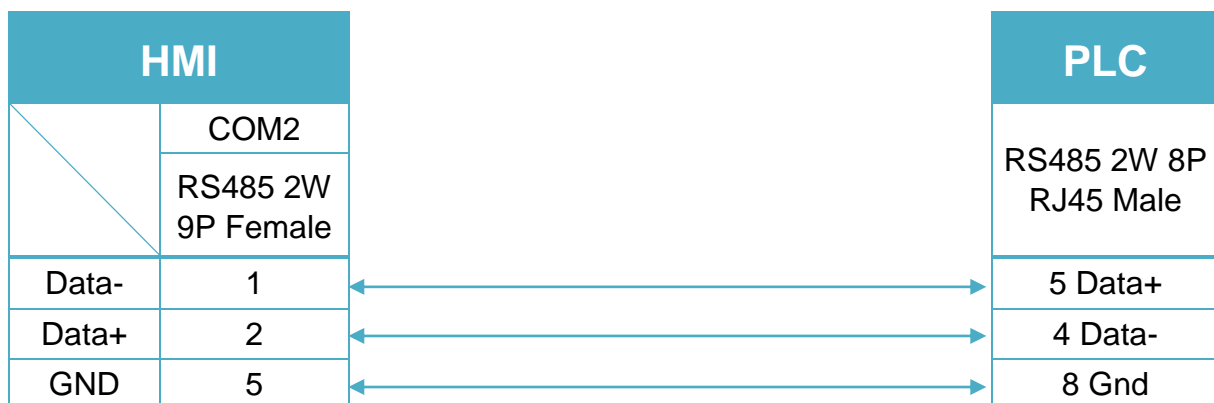 HMI
PLC
COM2
RS485 2W
9P Female
RS485 2W 8P
RJ45 Male
Data- 1 5 Data+
Data+ 2 4 Data-
GND 5 8 Gnd